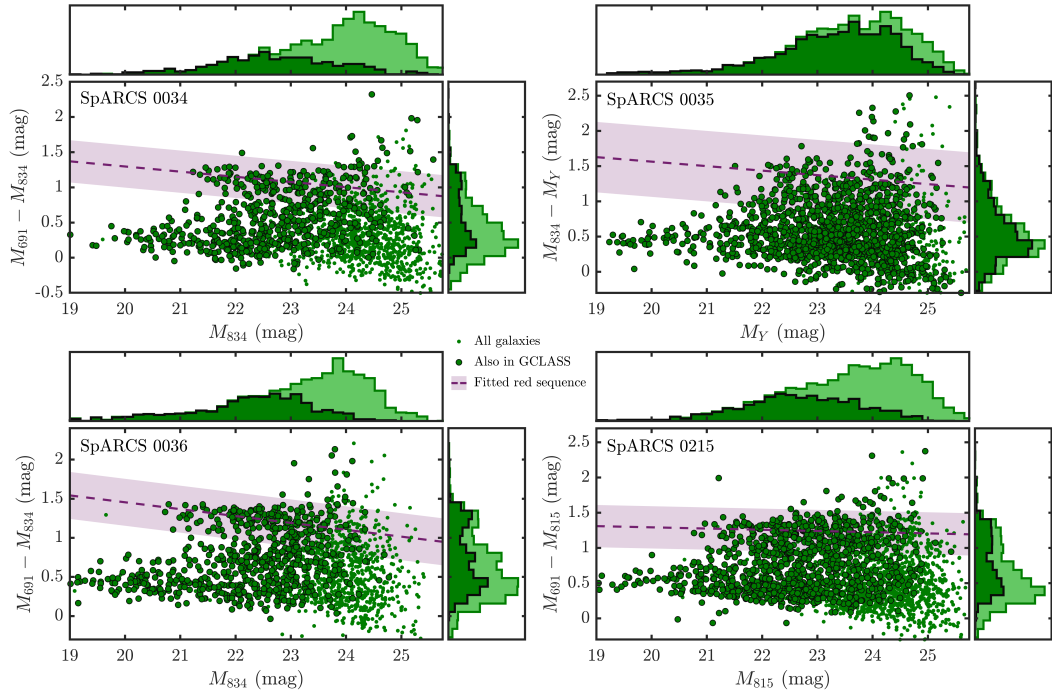 2.5
2
1.5
1
0.5
0
-0.5
M691 − M834 (mag)
SpARCS 0034
19 20 21 22 23 24 25
M834 (mag)
2.5
2
1.5
1
0.5
0
M834 − MY (mag)
SpARCS 0035
19 20 21 22 23 24 25
MY (mag)
All galaxies
Also in GCLASS
Fitted red sequence
2
1.5
1
0.5
0
M691 − M834 (mag)
SpARCS 0036
19 20 21 22 23 24 25
M834 (mag)
2.5
2
1.5
1
0.5
0
M691 − M815 (mag)
SpARCS 0215
19 20 21 22 23 24 25
M815 (mag)